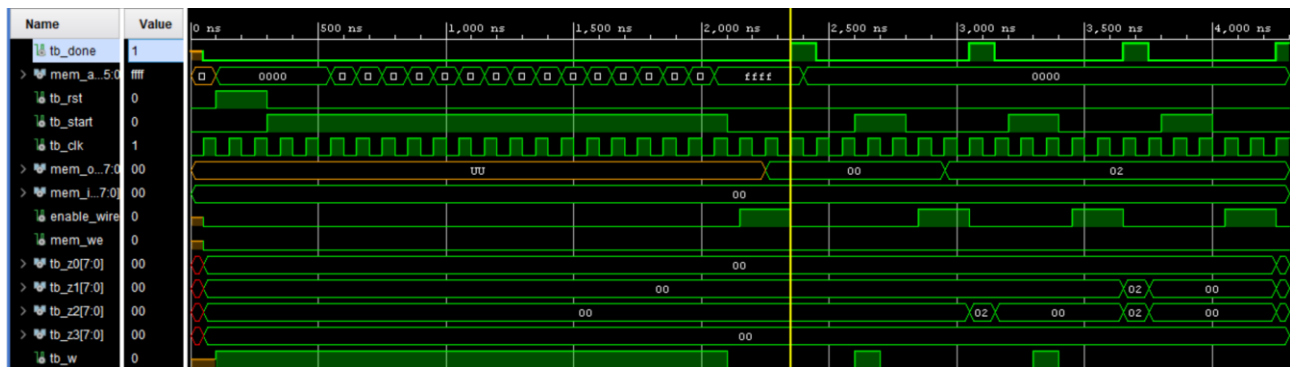 Name Value 0 ns 500 ns 1,000 ns 1,500 ns 2,000 ns 2,500 ns 3,000 ns 3,500 ns 4,000 ns
tb_done 1
mem_a...5:0 ffff 0000 ffff 0000
tb_rst 0
tb_start 0
tb_clk 1
mem_o...7:0 00 UU 00 02
mem_i...7:0] 00 00
enable_wire 0
mem_we 0
tb_z0[7:0] 00 00
tb_z1[7:0] 00 00 02 00
tb_z2[7:0] 00 00 02 00 02 00
tb_z3[7:0] 00 00
tb_w 0